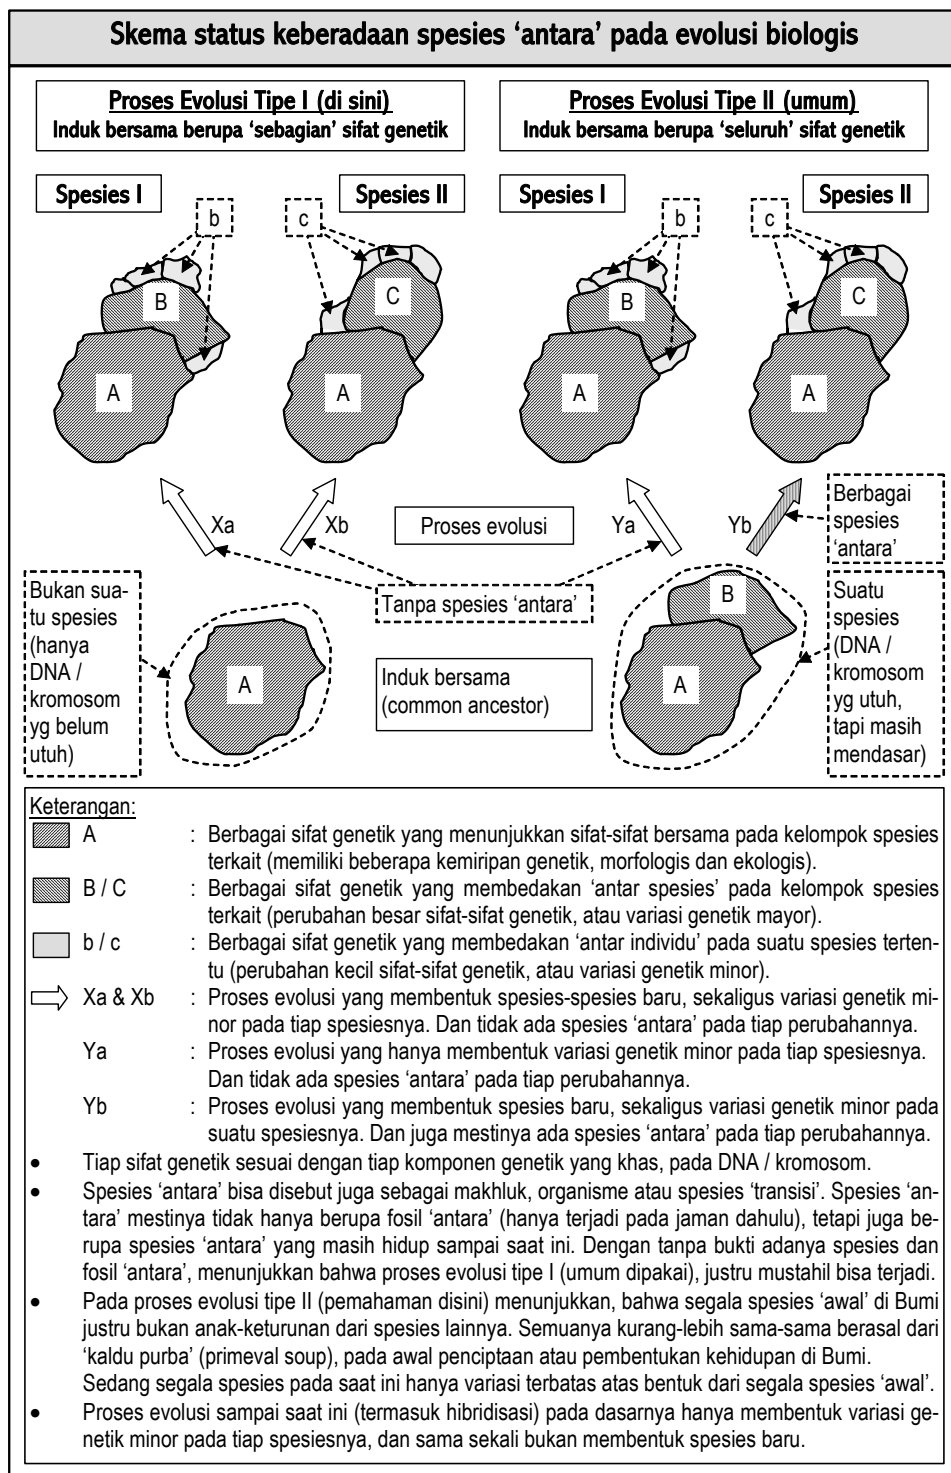 Skema status keberadaan spesies ‘antara’ pada evolusi biologis
Proses Evolusi Tipe I (di sini)
Induk bersama berupa ‘sebagian’ sifat genetik
Proses Evolusi Tipe II (umum)
Induk bersama berupa ‘seluruh’ sifat genetik
Spesies I
b
c
Spesies II
Spesies I
b
c
Spesies II
B
A
C
A
B
A
C
A
Xa
Xb
Proses evolusi
Ya
Yb
Berbagai
spesies
‘antara’
Tanpa spesies ‘antara’
Bukan sua-
tu spesies
(hanya
DNA /
kromosom
yg belum
utuh)
A
Induk bersama
(common ancestor)
B
A
Suatu
spesies
(DNA /
kromosom
yg utuh,
tapi masih
mendasar)
Keterangan:
A : Berbagai sifat genetik yang menunjukkan sifat-sifat bersama pada kelompok spesies
terkait (memiliki beberapa kemiripan genetik, morfologis dan ekologis).
B / C : Berbagai sifat genetik yang membedakan ‘antar spesies’ pada kelompok spesies
terkait (perubahan besar sifat-sifat genetik, atau variasi genetik mayor).
b / c : Berbagai sifat genetik yang membedakan ‘antar individu’ pada suatu spesies terten-
tu (perubahan kecil sifat-sifat genetik, atau variasi genetik minor).
Xa & Xb : Proses evolusi yang membentuk spesies-spesies baru, sekaligus variasi genetik mi-
nor pada tiap spesiesnya. Dan tidak ada spesies ‘antara’ pada tiap perubahannya.
Ya : Proses evolusi yang hanya membentuk variasi genetik minor pada tiap spesiesnya.
Dan tidak ada spesies ‘antara’ pada tiap perubahannya.
Yb : Proses evolusi yang membentuk spesies baru, sekaligus variasi genetik minor pada
suatu spesiesnya. Dan juga mestinya ada spesies ‘antara’ pada tiap perubahannya.
• Tiap sifat genetik sesuai dengan tiap komponen genetik yang khas, pada DNA / kromosom.
• Spesies ‘antara’ bisa disebut juga sebagai makhluk, organisme atau spesies ‘transisi’. Spesies ‘an-
tara’ mestinya tidak hanya berupa fosil ‘antara’ (hanya terjadi pada jaman dahulu), tetapi juga be-
rupa spesies ‘antara’ yang masih hidup sampai saat ini. Dengan tanpa bukti adanya spesies dan
fosil ‘antara’, menunjukkan bahwa proses evolusi tipe I (umum dipakai), justru mustahil bisa terjadi.
• Pada proses evolusi tipe II (pemahaman disini) menunjukkan, bahwa segala spesies ‘awal’ di Bumi
justru bukan anak-keturunan dari spesies lainnya. Semuanya kurang-lebih sama-sama berasal dari
‘kaldu purba’ (primeval soup), pada awal penciptaan atau pembentukan kehidupan di Bumi.
Sedang segala spesies pada saat ini hanya variasi terbatas atas bentuk dari segala spesies ‘awal’.
• Proses evolusi sampai saat ini (termasuk hibridisasi) pada dasarnya hanya membentuk variasi ge-
netik minor pada tiap spesiesnya, dan sama sekali bukan membentuk spesies baru.